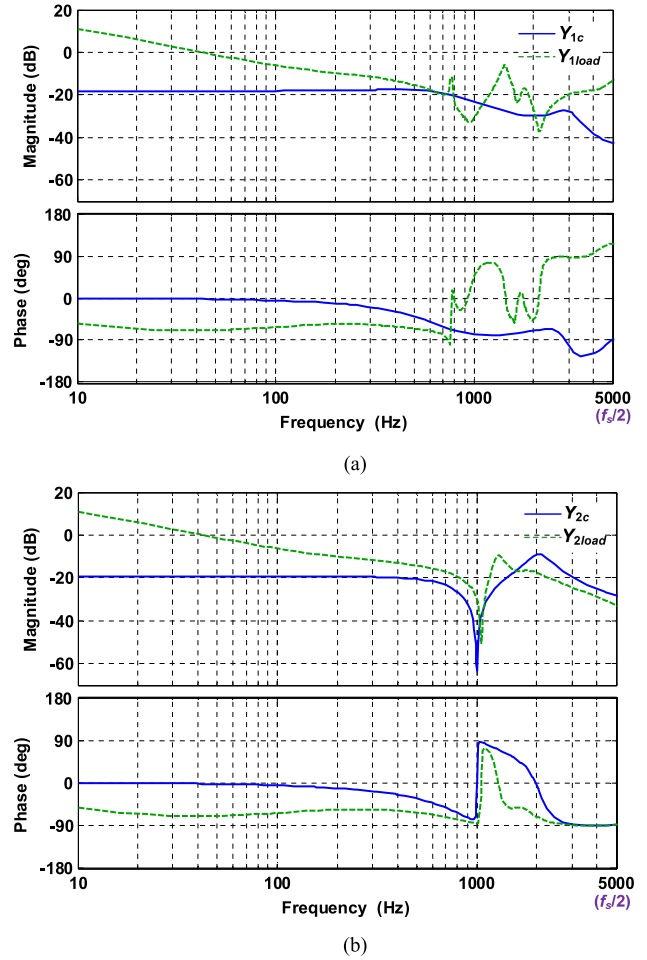 20
0
-20
-40
-60
Magnitude (dB)
Y1c
Y1load
180
90
0
-90
-180
Phase (deg)
10
100
1000
5000
Frequency (Hz)
(fs/2)
(a)
20
0
-20
-40
-60
-70
Magnitude (dB)
Y2c
Y2load
180
90
0
-90
-180
Phase (deg)
10
100
1000
5000
Frequency (Hz)
(fs/2)
(b)